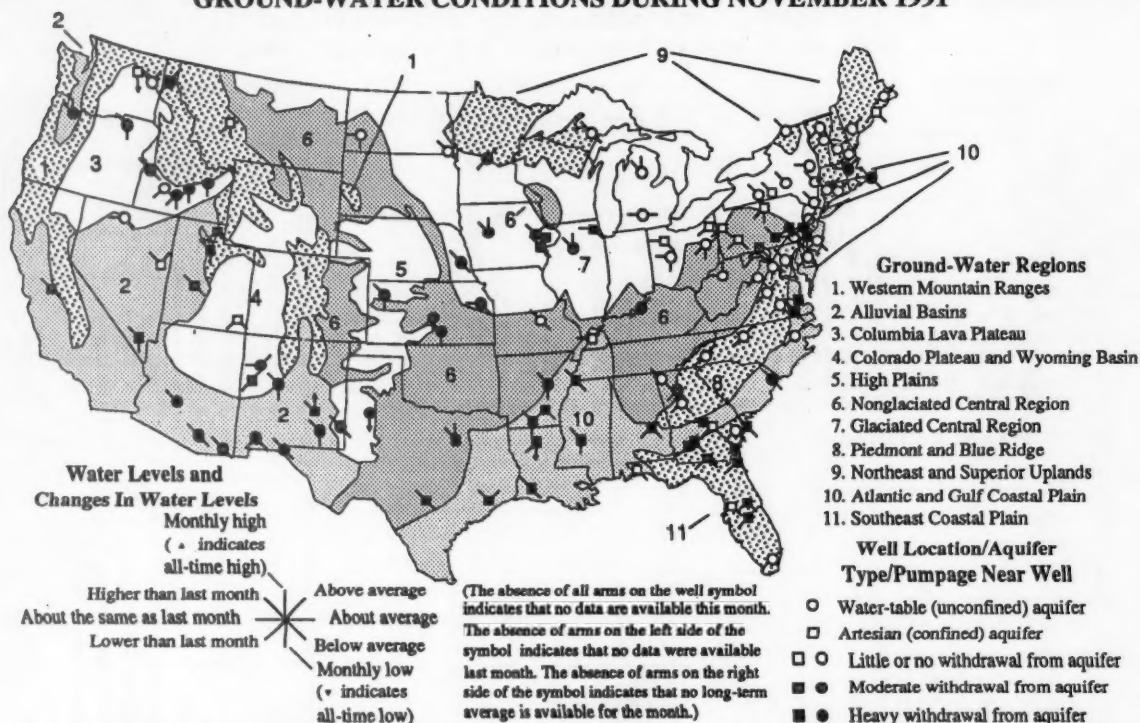 GROUND-WATER CONDITIONS DURING NOVEMBER 1991
2
9
1
6
3
1
10
2
5
6
7
4
1
6
6
8
6
2
10
11
Ground-Water Regions
1. Western Mountain Ranges
2. Alluvial Basins
3. Columbia Lava Plateau
4. Colorado Plateau and Wyoming Basin
5. High Plains
6. Nonglaciated Central Region
7. Glaciated Central Region
8. Piedmont and Blue Ridge
9. Northeast and Superior Uplands
10. Atlantic and Gulf Coastal Plain
11. Southeast Coastal Plain
Water Levels and
Changes In Water Levels
Monthly high
( ▴ indicates
all-time high)
Higher than last month
About the same as last month
Lower than last month
Above average
About average
Below average
Monthly low
(▾ indicates
all-time low)
(The absence of all arms on the well symbol
indicates that no data are available this month.
The absence of arms on the left side of the
symbol indicates that no data were available
last month. The absence of arms on the right
side of the symbol indicates that no long-term
average is available for the month.)
Well Location/Aquifer
Type/Pumpage Near Well
Water-table (unconfined) aquifer
Artesian (confined) aquifer
Little or no withdrawal from aquifer
Moderate withdrawal from aquifer
Heavy withdrawal from aquifer